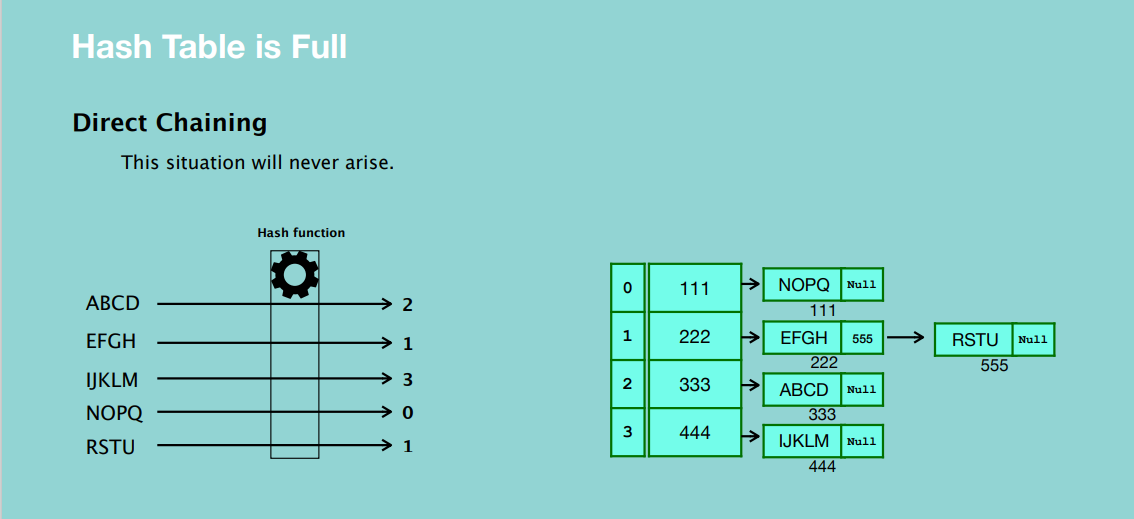 Hash Table is Full
Direct Chaining
This situation will never arise.
Hash function
ABCD 2
EFGH 1
IJKLM 3
NOPQ 0
RSTU 1
0 111 NOPQ Null
111
1 222 EFGH 555 RSTU Null
222 555
2 333 ABCD Null
333
3 444 IJKLM Null
444